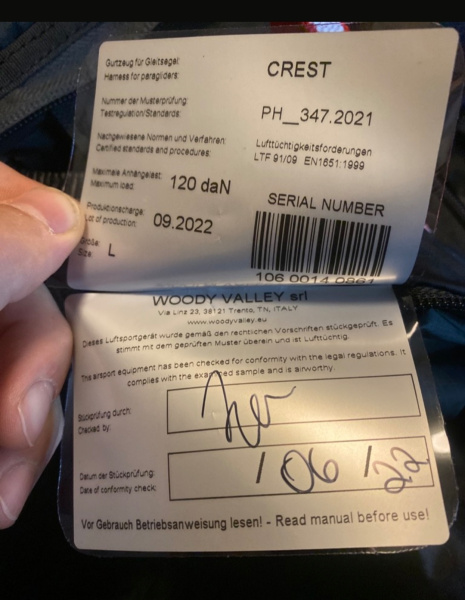 Gurtzeug für Gleitsegel:
Harness for paragliders:
CREST
Nummer der Musterprüfung:
Testregulation/Standards:
PH__347.2021
Nachgewiesene Normen und Verfahren:
Certified standards and procedures:
Lufttüchtigkeitsforderungen
LTF 91/09 EN1651:1999
Maximale Anhängelast:
Maximum load:
120 daN
SERIAL NUMBER
Produktionscharge:
Lot of production:
09.2022
Größe
Size:
L
106 0014 0861
WOODY VALLEY srl
Via Linz 23, 38121 Trento, TN, ITALY
www.woodyvalley.eu
Dieses Luftsportgerät wurde gemäß den rechtlichen Vorschriften stückgeprüft. Es
stimmt mit dem geprüften Muster überein und ist Lufttüchtig.
This airsport equipment has been checked for conformity with the legal regulations. It
complies with the examined sample and is airworthy.
Stückprüfung durch:
Checked by:
Datum der Stückprüfung:
Date of conformity check:
/ 06 / 22
Vor Gebrauch Betriebsanweisung lesen! - Read manual before use!